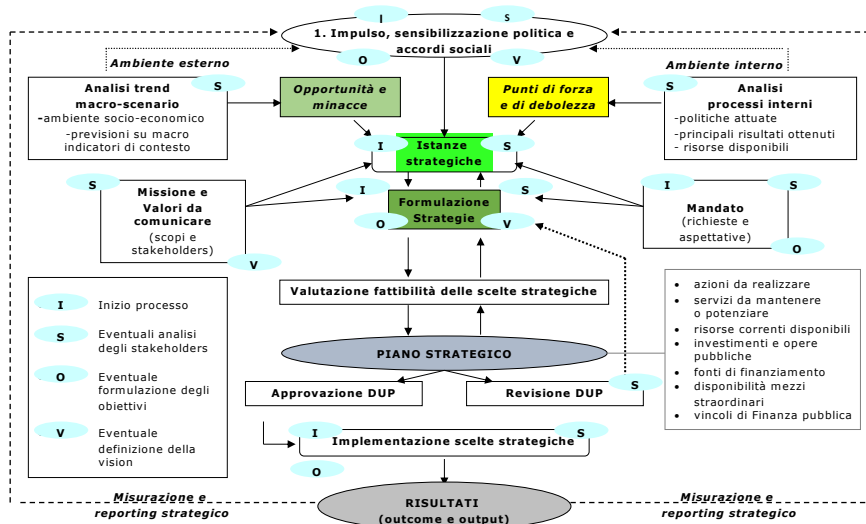 I
S
1. Impulso, sensibilizzazione politica e
accordi sociali
O
V
Ambiente esterno
Ambiente interno
Analisi trend
macro-scenario
-ambiente socio-economico
-previsioni su macro
indicatori di contesto
S
Opportunità e
minacce
Punti di forza
e di debolezza
S
Analisi
processi interni
-politiche attuate
-principali risultati ottenuti
- risorse disponibili
I
Istanze
strategiche
S
S
Missione e
Valori da
comunicare
(scopi e
stakeholders)
V
I
Formulazione
Strategie
S
O
V
I
S
Mandato
(richieste e
aspettative)
O
Valutazione fattibilità delle scelte strategiche
I
Inizio processo
S
Eventuali analisi
degli stakeholders
O
Eventuale
formulazione degli
obiettivi
V
Eventuale
definizione della
vision
PIANO STRATEGICO
• azioni da realizzare
• servizi da mantenere
o potenziare
• risorse correnti disponibili
• investimenti e opere
pubbliche
• fonti di finanziamento
• disponibilità mezzi
straordinari
• vincoli di Finanza pubblica
Approvazione DUP
Revisione DUP
S
I
Implementazione scelte strategiche
S
O
Misurazione e
reporting strategico
RISULTATI
(outcome e output)
Misurazione e
reporting strategico